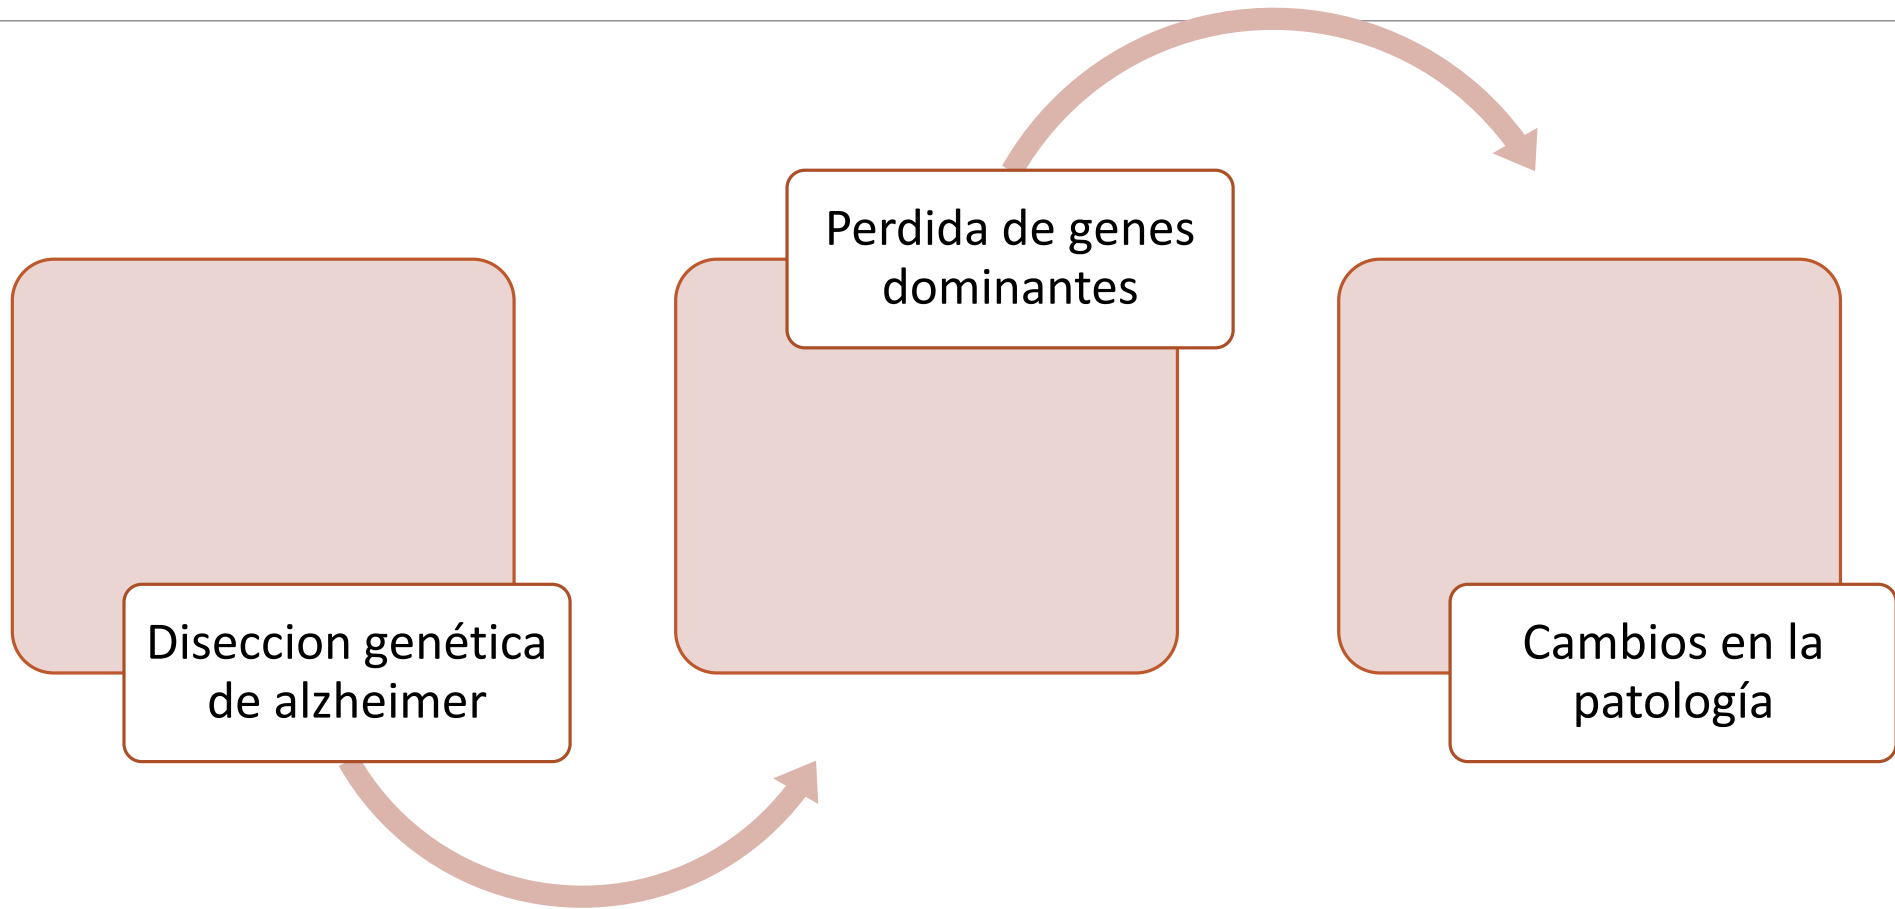 Diseccion genética
de alzheimer
Perdida de genes
dominantes
Cambios en la
patología